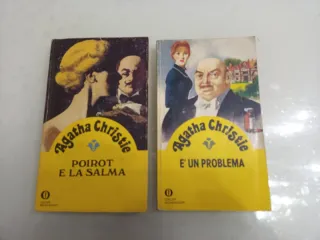 Agatha Christie
POIROT
E LA SALMA
Agatha Christie
E' UN PROBLEMA